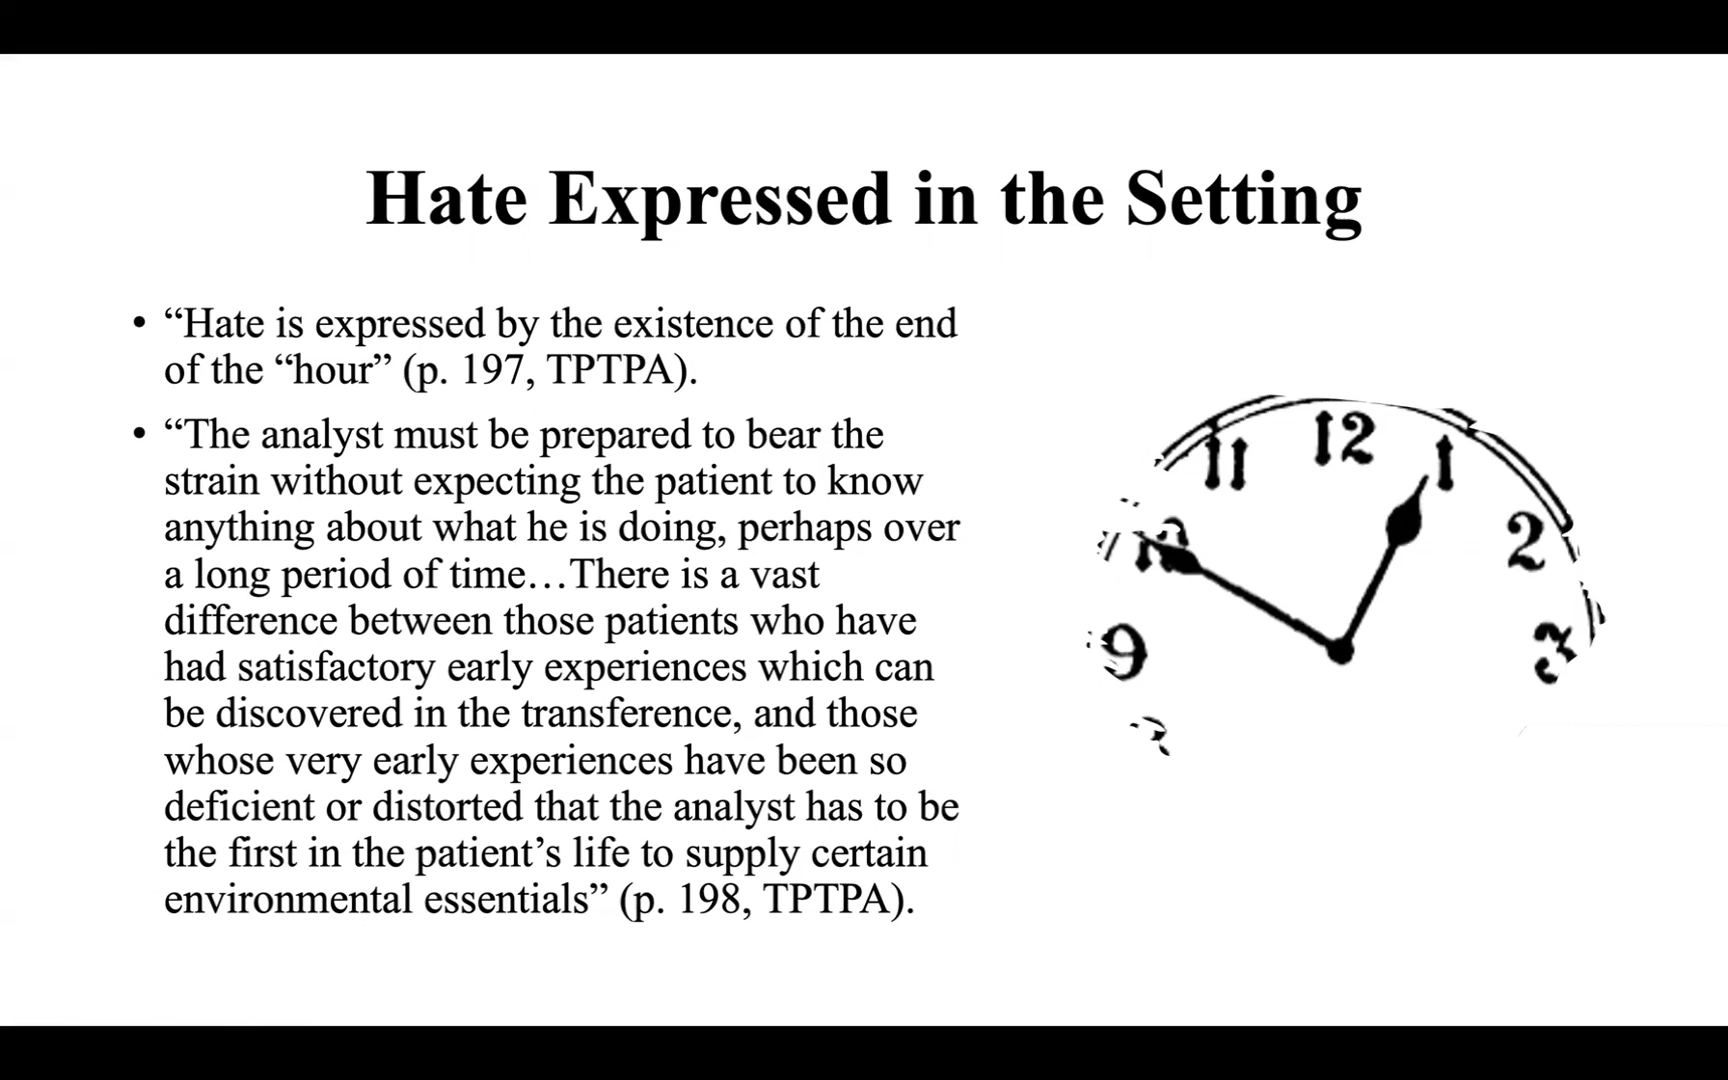 Hate Expressed in the Setting
• “Hate is expressed by the existence of the end
of the “hour” (p. 197, TPTPA).
• “The analyst must be prepared to bear the
strain without expecting the patient to know
anything about what he is doing, perhaps over
a long period of time…There is a vast
difference between those patients who have
had satisfactory early experiences which can
be discovered in the transference, and those
whose very early experiences have been so
deficient or distorted that the analyst has to be
the first in the patient’s life to supply certain
environmental essentials” (p. 198, TPTPA).
12
11
1
2
9
3